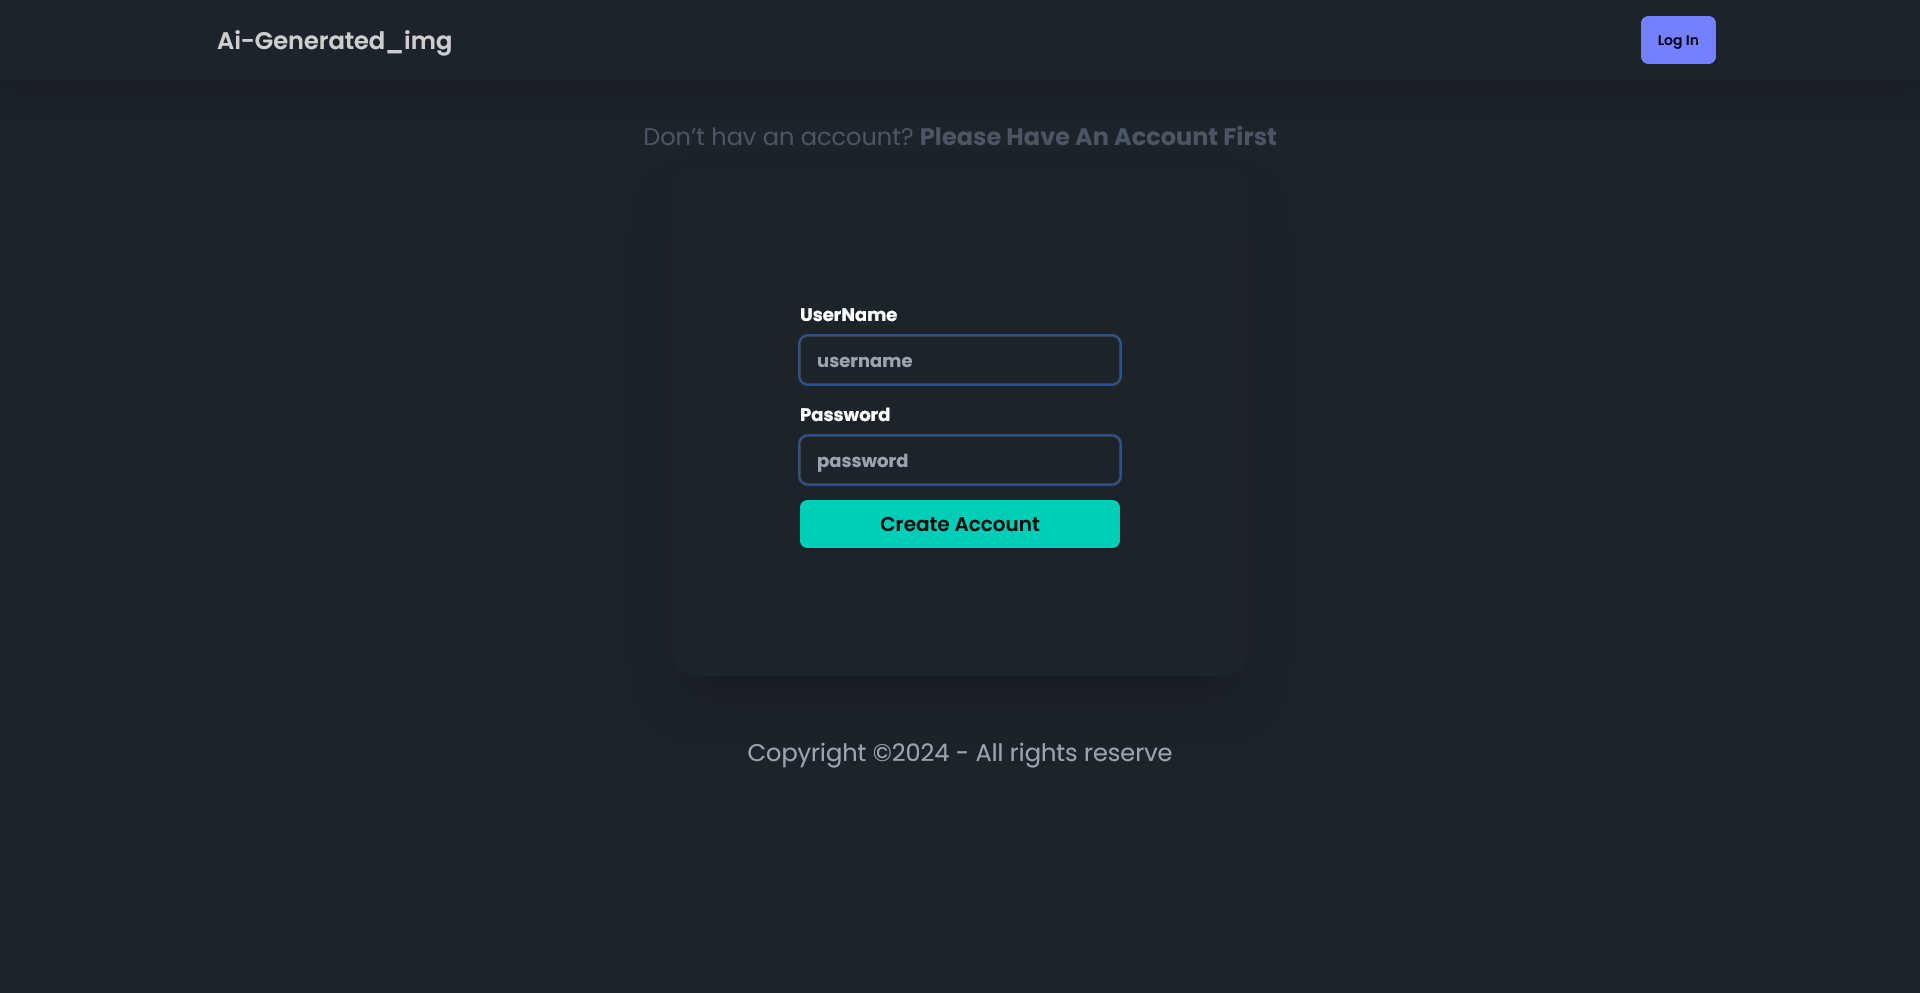 Ai-Generated_img
Log In
Don't hav an account? Please Have An Account First
UserName
username
Password
password
Create Account
Copyright ©2024 - All rights reserve